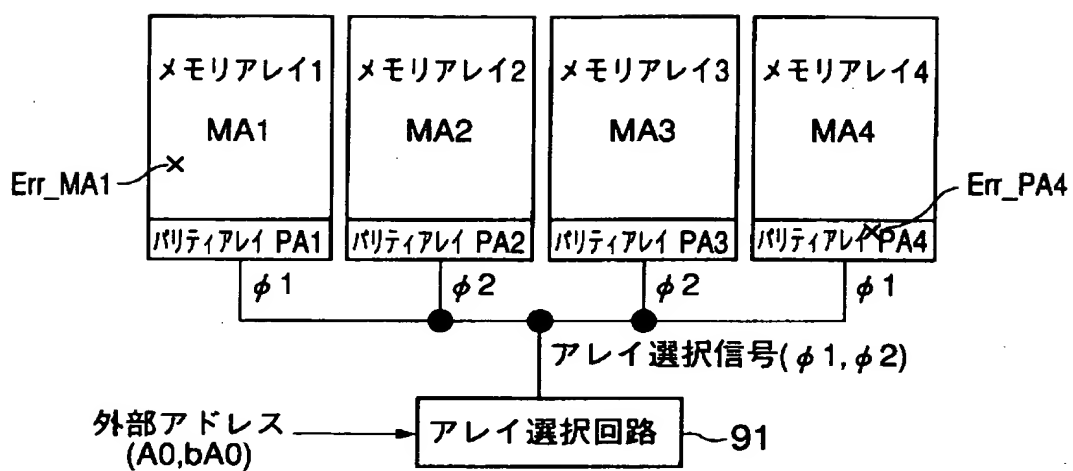 メモリアレイ1 メモリアレイ2 メモリアレイ3 メモリアレイ4
MA1 MA2 MA3 MA4
Err_MA1 Err_PA4
パリティアレイ PA1 パリティアレイ PA2 パリティアレイ PA3 パリティアレイ PA4
φ1 φ2 φ2 φ1
アレイ選択信号(φ1,φ2)
外部アドレス
(A0,bA0)
アレイ選択回路 91